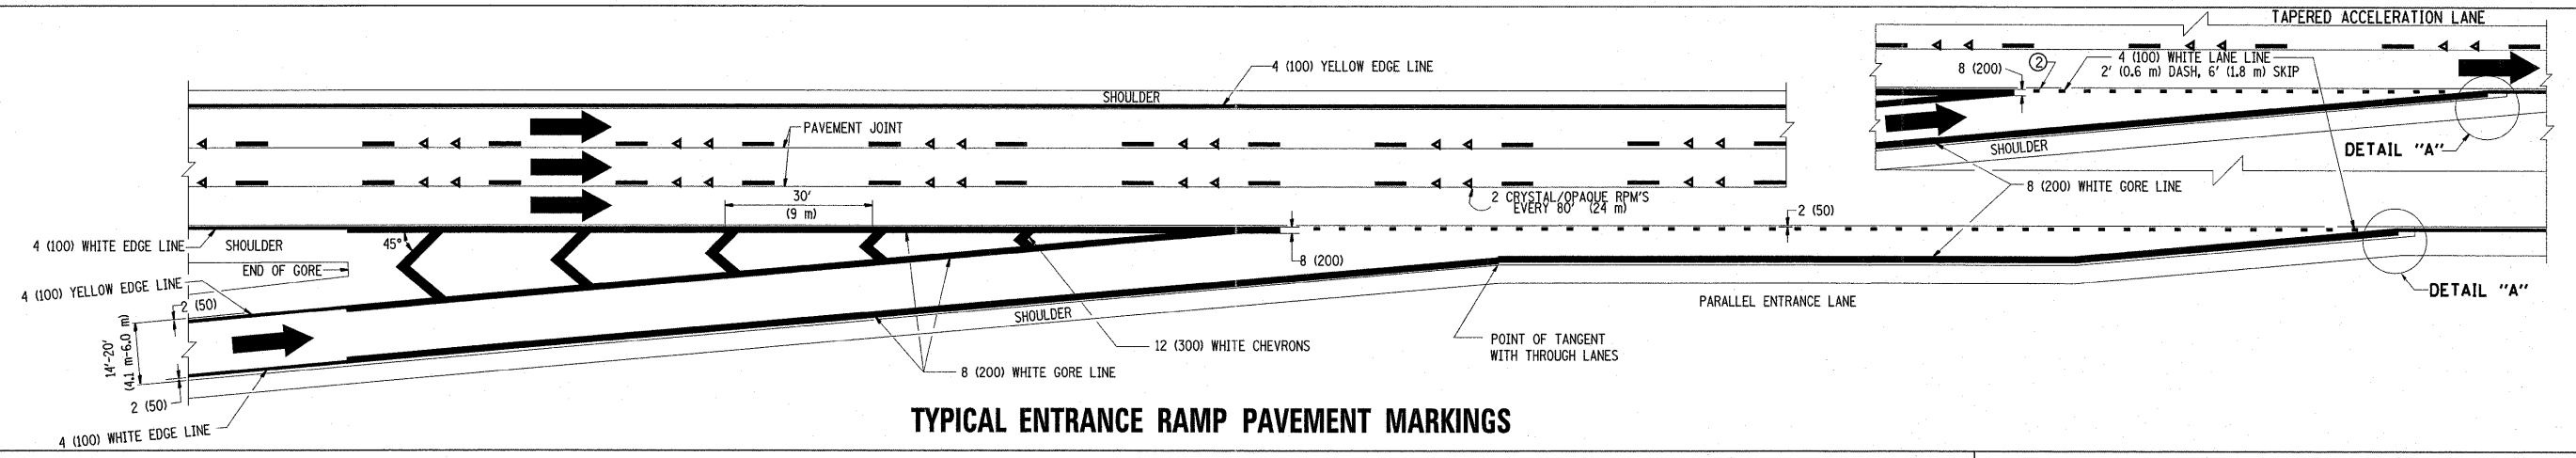 TAPERED ACCELERATION LANE
4 (100) YELLOW EDGE LINE
8 (200)
2
4 (100) WHITE LANE LINE
2' (0.6 m) DASH, 6' (1.8 m) SKIP
SHOULDER
PAVEMENT JOINT
SHOULDER
DETAIL "A"
30'
(9 m)
2 CRYSTAL/OPAQUE RPM'S
EVERY 80' (24 m)
8 (200) WHITE GORE LINE
2 (50)
4 (100) WHITE EDGE LINE
SHOULDER
45°
END OF GORE
8 (200)
4 (100) YELLOW EDGE LINE
2 (50)
PARALLEL ENTRANCE LANE
DETAIL "A"
SHOULDER
14'-20'
(4.1 m-6.0 m)
12 (300) WHITE CHEVRONS
POINT OF TANGENT
WITH THROUGH LANES
8 (200) WHITE GORE LINE
2 (50)
4 (100) WHITE EDGE LINE
TYPICAL ENTRANCE RAMP PAVEMENT MARKINGS